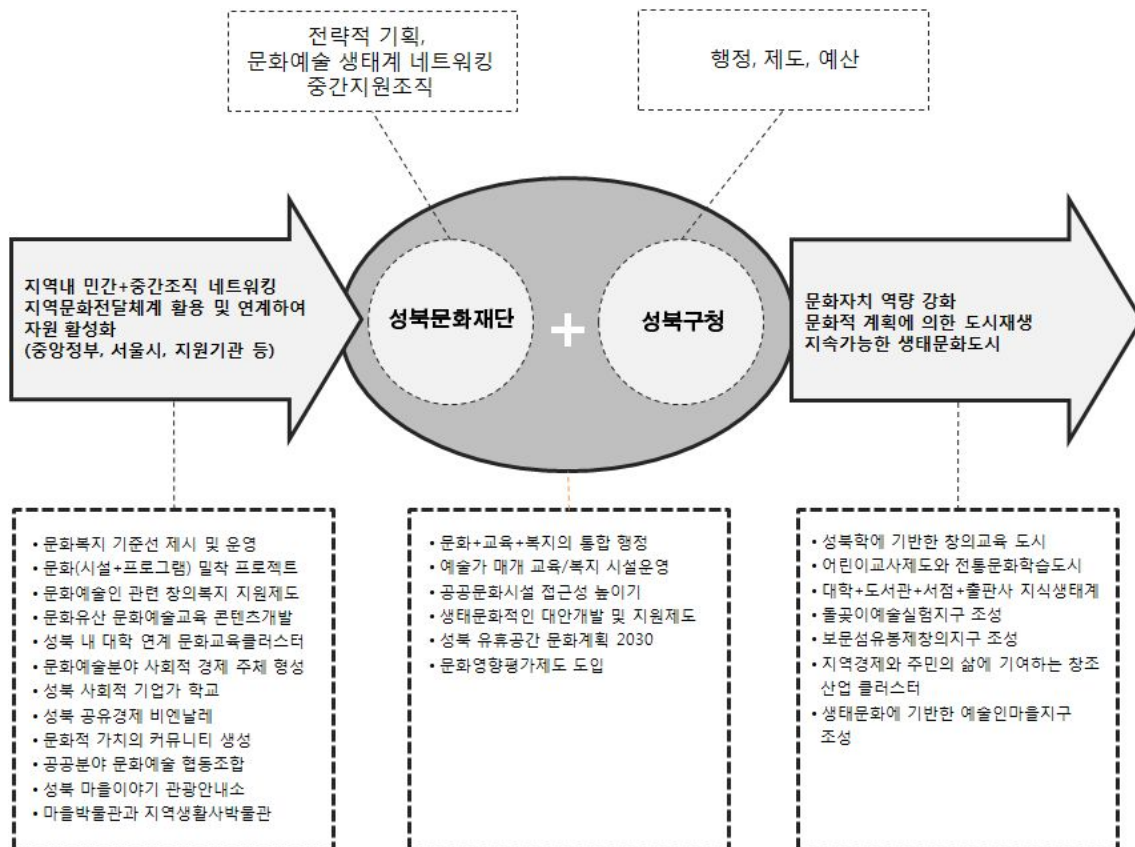 전략적 기획,
문화예술 생태계 네트워킹
중간지원조직
행정, 제도, 예산
지역내 민간+중간조직 네트워킹
지역문화전달체계 활용 및 연계하여
자원 활성화
(중앙정부, 서울시, 지원기관 등)
성북문화재단
+
성북구청
문화자치 역량 강화
문화적 계획에 의한 도시재생
지속가능한 생태문화도시
• 문화복지 기준선 제시 및 운영
• 문화(시설+프로그램) 밀착 프로젝트
• 문화예술인 관련 창의복지 지원제도
• 문화유산 문화예술교육 콘텐츠개발
• 성북 내 대학 연계 문화교육클러스터
• 문화예술분야 사회적 경제 주체 형성
• 성북 사회적 기업가 학교
• 성북 공유경제 비엔날레
• 문화적 가치의 커뮤니티 생성
• 공공분야 문화예술 협동조합
• 성북 마을이야기 관광안내소
• 마을박물관과 지역생활사박물관
• 문화+교육+복지의 통합 행정
• 예술가 매개 교육/복지 시설운영
• 공공문화시설 접근성 높이기
• 생태문화적인 대안개발 및 지원제도
• 성북 유휴공간 문화계획 2030
• 문화영향평가제도 도입
• 성북학에 기반한 창의교육 도시
• 어린이교사제도와 전통문화학습도시
• 대학+도서관+서점+출판사 지식생태계
• 돌곶이예술실험지구 조성
• 보문섬유봉제창의지구 조성
• 지역경제와 주민의 삶에 기여하는 창조
산업 클러스터
• 생태문화에 기반한 예술인마을지구
조성